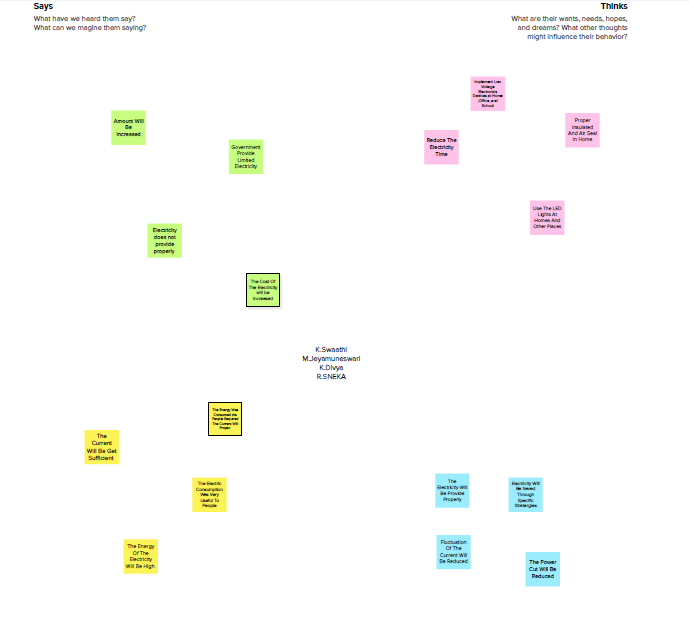 Says
What have we heard them say?
What can we magine them saying?
Thinks
What are their wants, needs, hopes,
and dreams? What other thoughts
might influence their behavior?
Amount Will
Be
Increased
Government
Provide
Limited
Electricity
Electricity
does not
provide
properly
The Cost Of
The Electricity
will be
Increased
Implement Low
Voltage
Electronics
Devices at Home
,Office and
School
Reduce The
Electricity
Time
Proper
Insulated
And Air Seal
In Home
Use The LED
Lights At
Homes And
Other Places
K.Swaathi
M.Jeyamuneswari
K.Divya
R.SNEKA
The Energy Was
Consumed the
People Required
The Current Will
Proper
The
Current
Will Be Get
Sufficient
The Electric
Consumption
Was Very
Useful To
People
The Energy
Of The
Electricity
Will Be High
The
Electricity Will
Be Provide
Properly
Electricity Will
Be Saved
Through
Specific
Stratergies
Fluctuation
Of The
Current Will
Be Reduced
The Power
Cut Will Be
Reduced